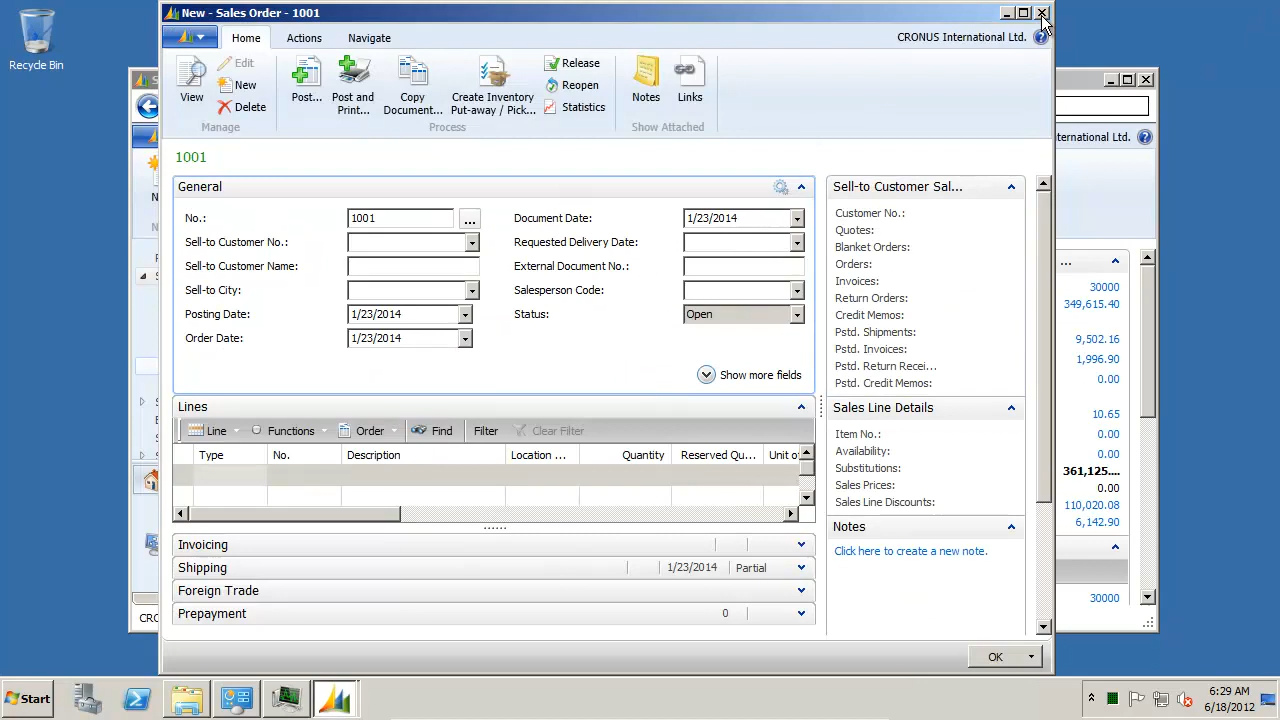 New - Sales Order - 1001
Recycle Bin
Home Actions Navigate
CRONUS International Ltd.
View
Edit
New
Delete
Manage
Post...
Post and Print...
Copy Document...
Create Inventory Put-away / Pick...
Release
Reopen
Statistics
Process
Notes
Links
Show Attached
ternational Ltd.
1001
General
No.: 1001 ...
Sell-to Customer No.:
Sell-to Customer Name:
Sell-to City:
Posting Date: 1/23/2014
Order Date: 1/23/2014
Document Date: 1/23/2014
Requested Delivery Date:
External Document No.:
Salesperson Code:
Status: Open
Show more fields
Lines
Line Functions Order Find Filter Clear Filter
Type No. Description Location ... Quantity Reserved Qu... Unit o
Invoicing
Shipping 1/23/2014 Partial
Foreign Trade
Prepayment 0
Sell-to Customer Sal...
Customer No.:
Quotes:
Blanket Orders:
Orders:
Invoices:
Return Orders:
Credit Memos:
Pstd. Shipments:
Pstd. Invoices:
Pstd. Return Recei...
Pstd. Credit Memos:
Sales Line Details
Item No.:
Availability:
Substitutions:
Sales Prices:
Sales Line Discounts:
Notes
Click here to create a new note.
OK
...
30000
349,615.40
9,502.16
1,996.90
0.00
10.65
0.00
0.00
361,125....
0.00
110,020.08
6,142.90
30000
CRO
Start
6:29 AM
6/18/2012